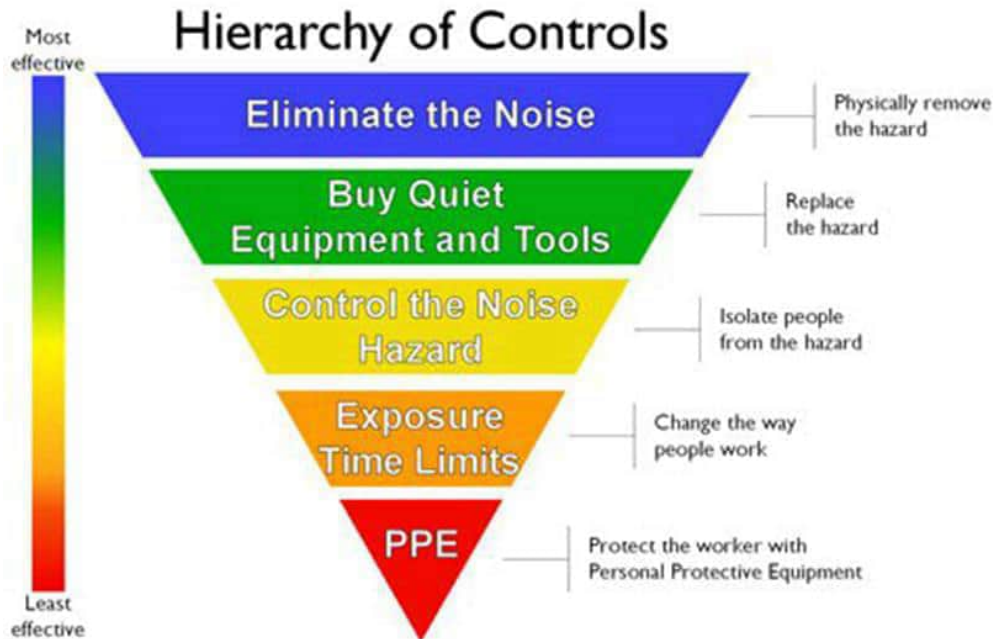 Hierarchy of Controls
Most
effective
Eliminate the Noise
Physically remove
the hazard
Buy Quiet
Equipment and Tools
Replace
the hazard
Control the Noise
Hazard
Isolate people
from the hazard
Exposure
Time Limits
Change the way
people work
PPE
Protect the worker with
Personal Protective Equipment
Least
effective